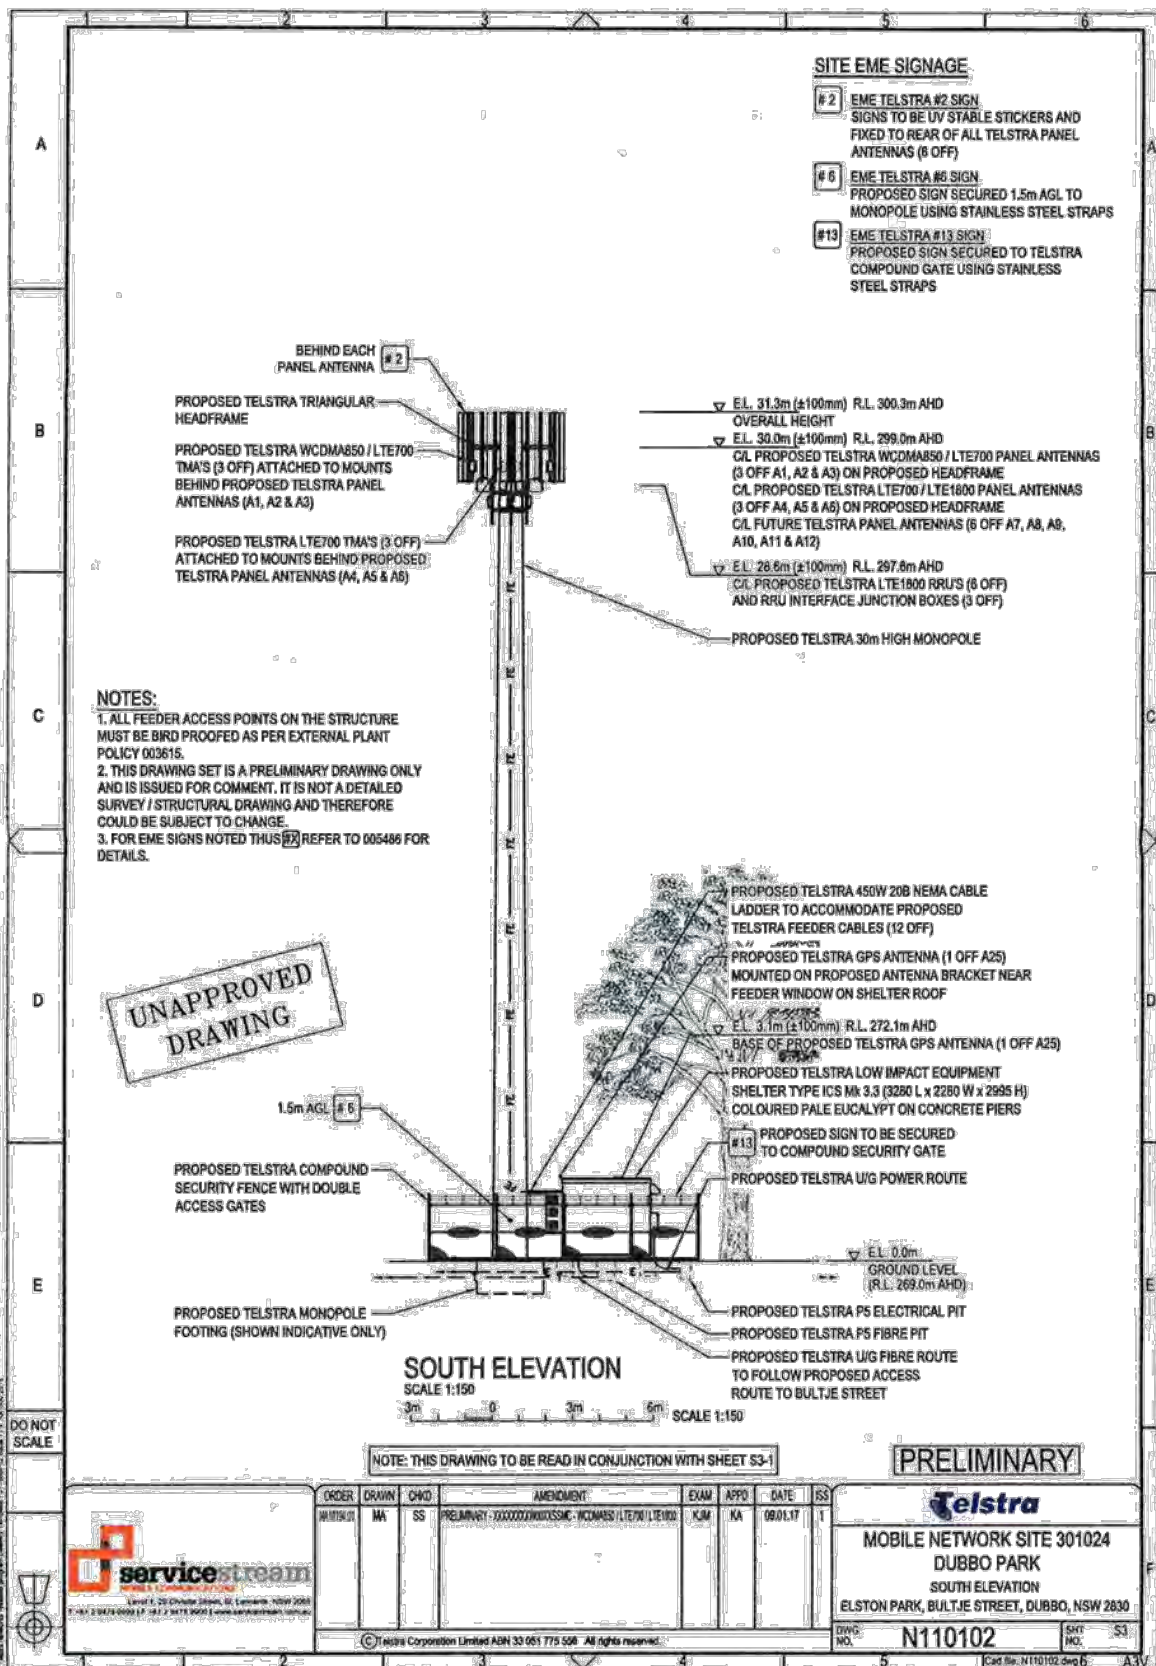 1 2 3 4 5 6
SITE EME SIGNAGE
#2 EME TELSTRA #2 SIGN
SIGNS TO BE UV STABLE STICKERS AND
FIXED TO REAR OF ALL TELSTRA PANEL
ANTENNAS (6 OFF)
#6 EME TELSTRA #6 SIGN
PROPOSED SIGN SECURED 1.5m AGL TO
MONOPOLE USING STAINLESS STEEL STRAPS
#13 EME TELSTRA #13 SIGN
PROPOSED SIGN SECURED TO TELSTRA
COMPOUND GATE USING STAINLESS
STEEL STRAPS
A
A
BEHIND EACH
PANEL ANTENNA #2
PROPOSED TELSTRA TRIANGULAR
HEADFRAME
PROPOSED TELSTRA WCDMA850 / LTE700
TMA'S (3 OFF) ATTACHED TO MOUNTS
BEHIND PROPOSED TELSTRA PANEL
ANTENNAS (A1, A2 & A3)
PROPOSED TELSTRA LTE700 TMA'S (3 OFF)
ATTACHED TO MOUNTS BEHIND PROPOSED
TELSTRA PANEL ANTENNAS (A4, A5 & A6)
B
B
E.L. 31.3m (±100mm) R.L. 300.3m AHD
OVERALL HEIGHT
E.L. 30.0m (±100mm) R.L. 299.0m AHD
C/L PROPOSED TELSTRA WCDMA850 / LTE700 PANEL ANTENNAS
(3 OFF A1, A2 & A3) ON PROPOSED HEADFRAME
C/L PROPOSED TELSTRA LTE700 / LTE1800 PANEL ANTENNAS
(3 OFF A4, A5 & A6) ON PROPOSED HEADFRAME
C/L FUTURE TELSTRA PANEL ANTENNAS (6 OFF A7, A8, A9,
A10, A11 & A12)
E.L. 28.6m (±100mm) R.L. 297.6m AHD
C/L PROPOSED TELSTRA LTE1800 RRU'S (6 OFF)
AND RRU INTERFACE JUNCTION BOXES (3 OFF)
PROPOSED TELSTRA 30m HIGH MONOPOLE
C
C
NOTES:
1. ALL FEEDER ACCESS POINTS ON THE STRUCTURE
MUST BE BIRD PROOFED AS PER EXTERNAL PLANT
POLICY 003615.
2. THIS DRAWING SET IS A PRELIMINARY DRAWING ONLY
AND IS ISSUED FOR COMMENT. IT IS NOT A DETAILED
SURVEY / STRUCTURAL DRAWING AND THEREFORE
COULD BE SUBJECT TO CHANGE.
3. FOR EME SIGNS NOTED THUS #X REFER TO 005486 FOR
DETAILS.
UNAPPROVED
DRAWING
D
D
PROPOSED TELSTRA 450W 20B NEMA CABLE
LADDER TO ACCOMMODATE PROPOSED
TELSTRA FEEDER CABLES (12 OFF)
PROPOSED TELSTRA GPS ANTENNA (1 OFF A25)
MOUNTED ON PROPOSED ANTENNA BRACKET NEAR
FEEDER WINDOW ON SHELTER ROOF
E.L. 3.1m (±100mm) R.L. 272.1m AHD
BASE OF PROPOSED TELSTRA GPS ANTENNA (1 OFF A25)
PROPOSED TELSTRA LOW IMPACT EQUIPMENT
SHELTER TYPE ICS Mk 3.3 (3280 L x 2280 W x 2995 H)
COLOURED PALE EUCALYPT ON CONCRETE PIERS
#13 PROPOSED SIGN TO BE SECURED
TO COMPOUND SECURITY GATE
PROPOSED TELSTRA U/G POWER ROUTE
1.5m AGL #6
PROPOSED TELSTRA COMPOUND
SECURITY FENCE WITH DOUBLE
ACCESS GATES
E
E
E.L. 0.0m
GROUND LEVEL
(R.L. 269.0m AHD)
PROPOSED TELSTRA MONOPOLE
FOOTING (SHOWN INDICATIVE ONLY)
PROPOSED TELSTRA P5 ELECTRICAL PIT
PROPOSED TELSTRA P5 FIBRE PIT
PROPOSED TELSTRA U/G FIBRE ROUTE
TO FOLLOW PROPOSED ACCESS
ROUTE TO BULTJE STREET
SOUTH ELEVATION
SCALE 1:150
3m 0 3m 6m SCALE 1:150
DO NOT
SCALE
NOTE: THIS DRAWING TO BE READ IN CONJUNCTION WITH SHEET S3-1
PRELIMINARY
ORDER DRAWN CHKD AMENDMENT EXAM APPD DATE ISS
MA SS KJM KA 09.01.17 1
servicestream
MOBILE COMMUNICATIONS
Telstra
MOBILE NETWORK SITE 301024
DUBBO PARK
SOUTH ELEVATION
ELSTON PARK, BULTJE STREET, DUBBO, NSW 2830
DWG NO. N110102 SHT NO. S3
© Telstra Corporation Limited ABN 33 051 775 556 All rights reserved.
Cad file: N110102.dwg
A3V
F
2 3 4 5 6